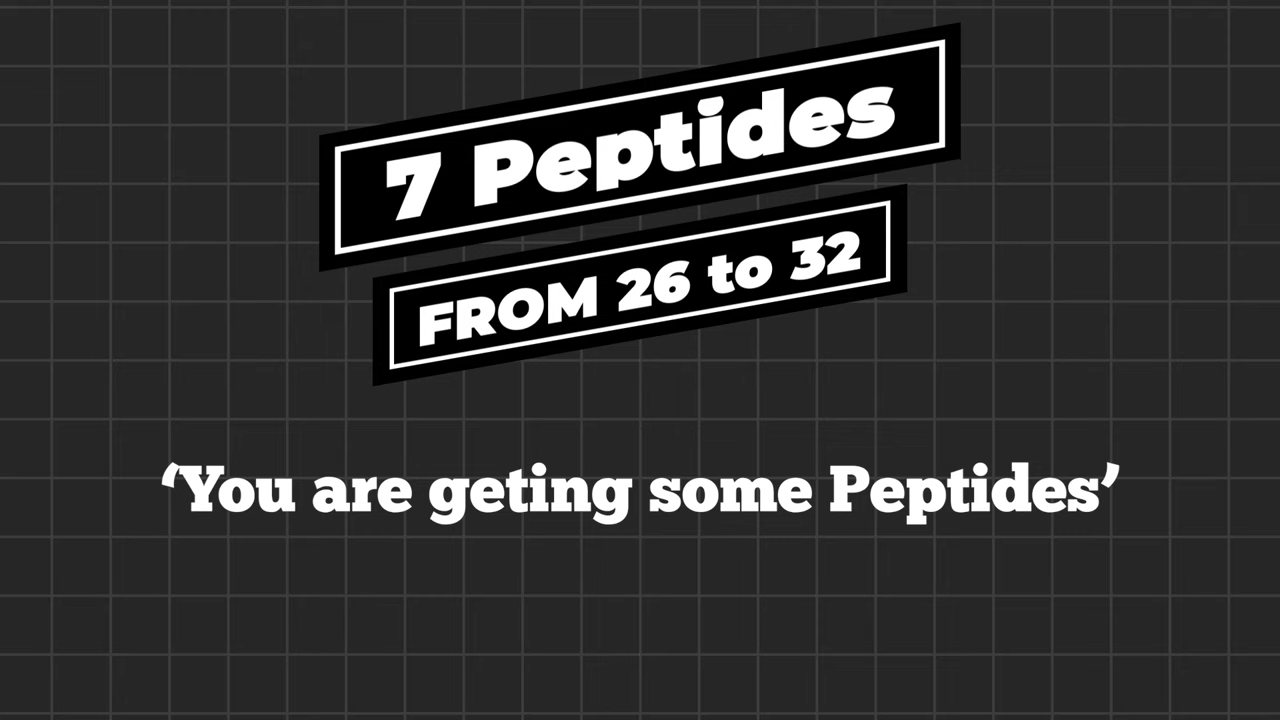 7 Peptides
FROM 26 to 32
‘You are geting some Peptides’